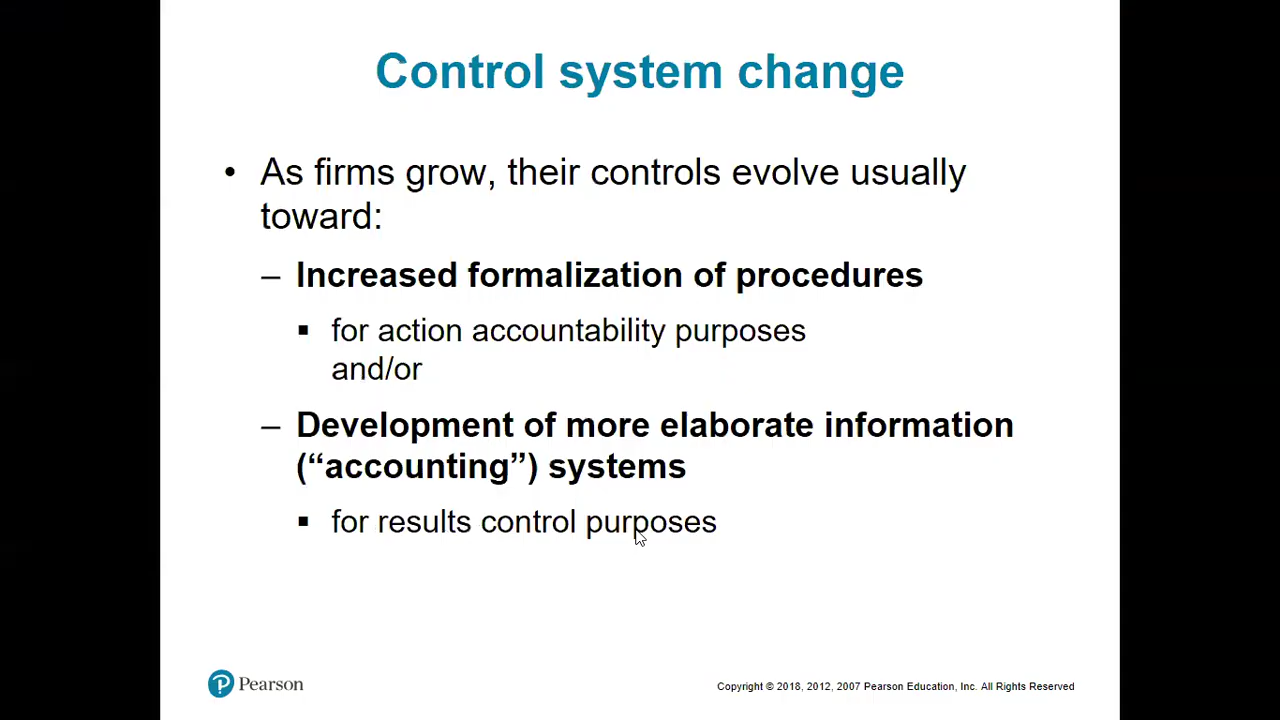 Control system change
• As firms grow, their controls evolve usually
toward:
– Increased formalization of procedures
▪ for action accountability purposes
and/or
– Development of more elaborate information
(“accounting”) systems
▪ for results control purposes
Pearson
Copyright © 2018, 2012, 2007 Pearson Education, Inc. All Rights Reserved